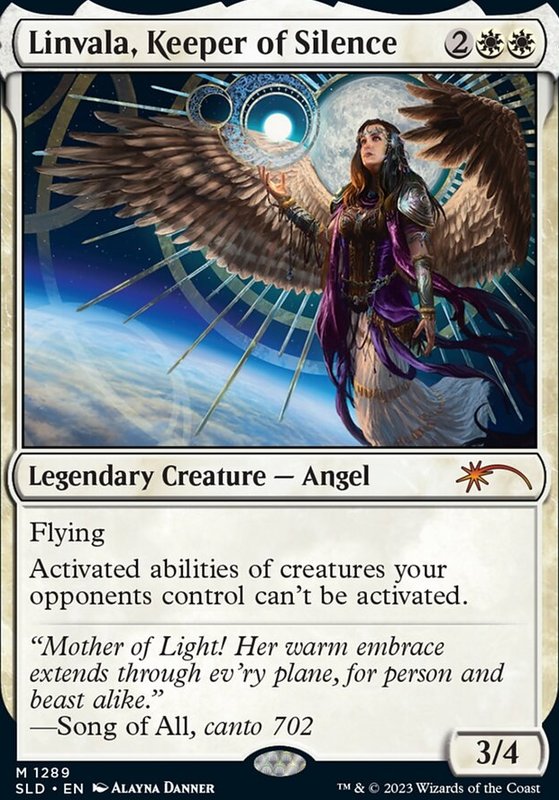 Linvala, Keeper of Silence 2
Legendary Creature — Angel
Flying
Activated abilities of creatures your
opponents control can't be activated.
“Mother of Light! Her warm embrace
extends through ev'ry plane, for person and
beast alike.”
—Song of All, canto 702
3/4
M 1289
SLD • EN Alayna Danner
™ & © 2023 Wizards of the Coast